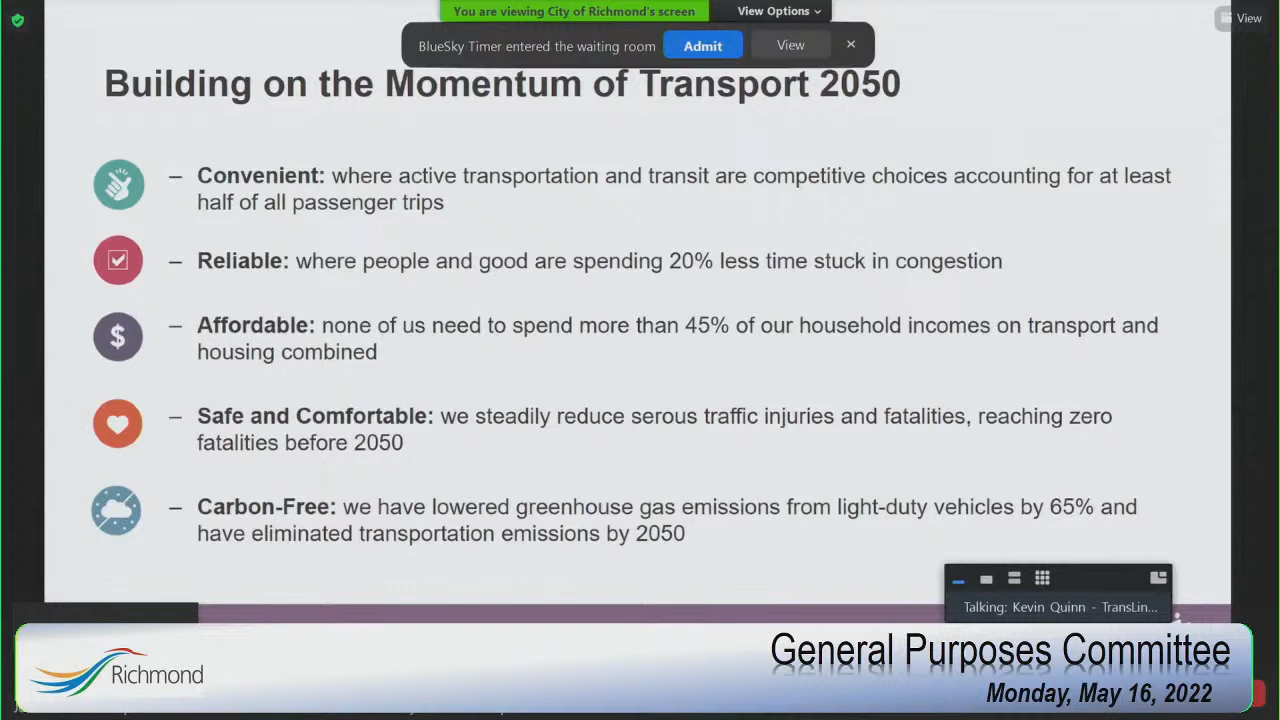 You are viewing City of Richmond's screen
View Options
View
BlueSky Timer entered the waiting room
Admit
View
Building on the Momentum of Transport 2050
– Convenient: where active transportation and transit are competitive choices accounting for at least
half of all passenger trips
– Reliable: where people and good are spending 20% less time stuck in congestion
$
– Affordable: none of us need to spend more than 45% of our household incomes on transport and
housing combined
– Safe and Comfortable: we steadily reduce serous traffic injuries and fatalities, reaching zero
fatalities before 2050
– Carbon-Free: we have lowered greenhouse gas emissions from light-duty vehicles by 65% and
have eliminated transportation emissions by 2050
Talking: Kevin Quinn - TransLin...
Richmond
General Purposes Committee
Monday, May 16, 2022